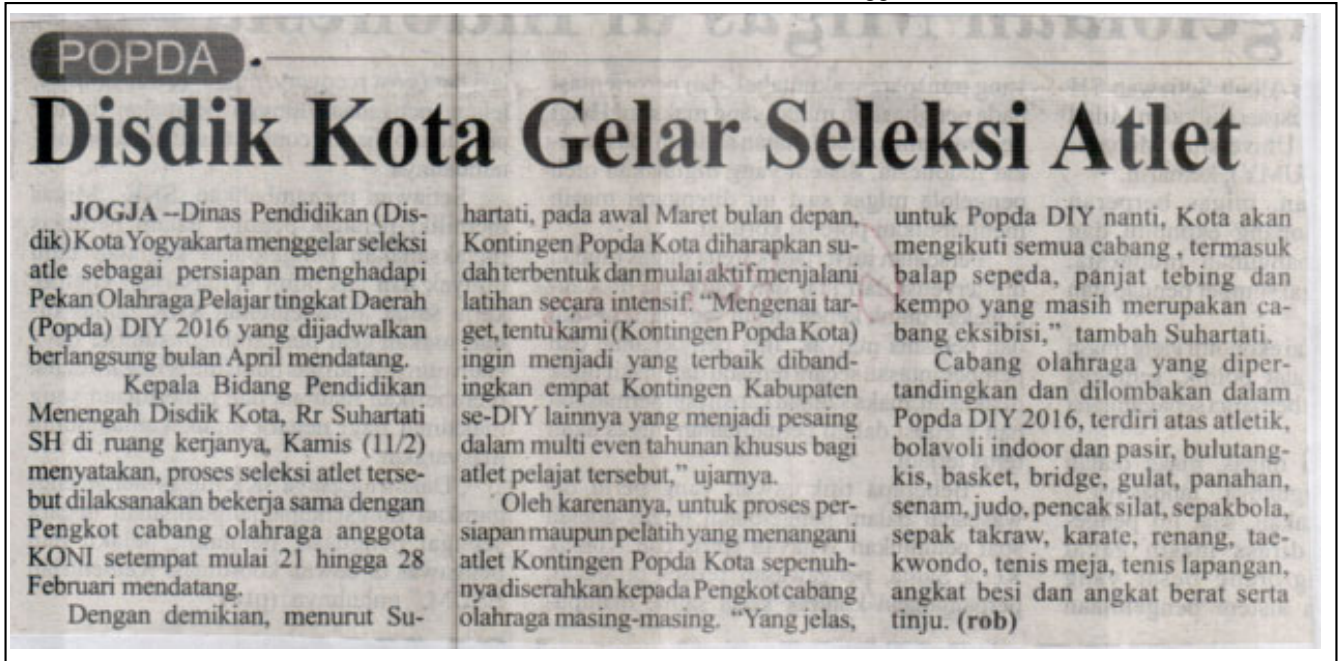 POPDA
Disdik Kota Gelar Seleksi Atlet
JOGJA –Dinas Pendidikan (Dis-
dik) Kota Yogyakarta menggelar seleksi
atle sebagai persiapan menghadapi
Pekan Olahraga Pelajar tingkat Daerah
(Popda) DIY 2016 yang dijadwalkan
berlangsung bulan April mendatang.
Kepala Bidang Pendidikan
Menengah Disdik Kota, Rr Suhartati
SH di ruang kerjanya, Kamis (11/2)
menyatakan, proses seleksi atlet terse-
but dilaksanakan bekerja sama dengan
Pengkot cabang olahraga anggota
KONI setempat mulai 21 hingga 28
Februari mendatang.
Dengan demikian, menurut Su-
hartati, pada awal Maret bulan depan,
Kontingen Popda Kota diharapkan su-
dah terbentuk dan mulai aktif menjalani
latihan secara intensif. “Mengenai tar-
get, tentu kami (Kontingen Popda Kota)
ingin menjadi yang terbaik diband-
ingkan empat Kontingen Kabupaten
se-DIY lainnya yang menjadi pesaing
dalam multi even tahunan khusus bagi
atlet pelajat tersebut,” ujarnya.
Oleh karenanya, untuk proses per-
siapan maupun pelatih yang menangani
atlet Kontingen Popda Kota sepenuh-
nya diserahkan kepada Pengkot cabang
olahraga masing-masing. “Yang jelas,
untuk Popda DIY nanti, Kota akan
mengikuti semua cabang , termasuk
balap sepeda, panjat tebing dan
kempo yang masih merupakan ca-
bang eksibisi,” tambah Suhartati.
Cabang olahraga yang diper-
tandingkan dan dilombakan dalam
Popda DIY 2016, terdiri atas atletik,
bolavoli indoor dan pasir, bulutang-
kis, basket, bridge, gulat, panahan,
senam, judo, pencak silat, sepakbola,
sepak takraw, karate, renang, tae-
kwondo, tenis meja, tenis lapangan,
angkat besi dan angkat berat serta
tinju. (rob)